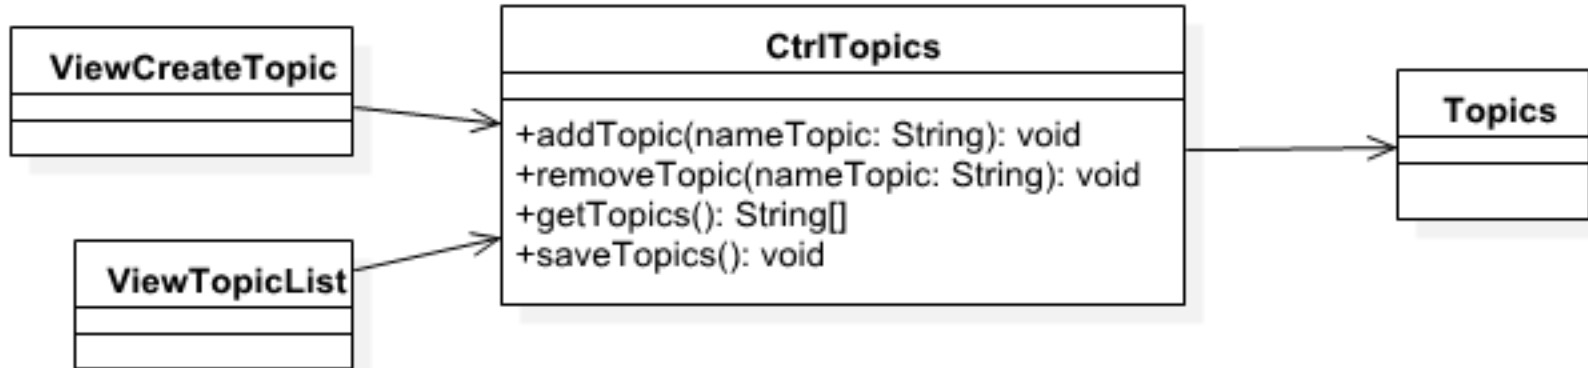 ViewCreateTopic
ViewTopicList
CtrlTopics
+addTopic(nameTopic: String): void
+removeTopic(nameTopic: String): void
+getTopics(): String[]
+saveTopics(): void
Topics